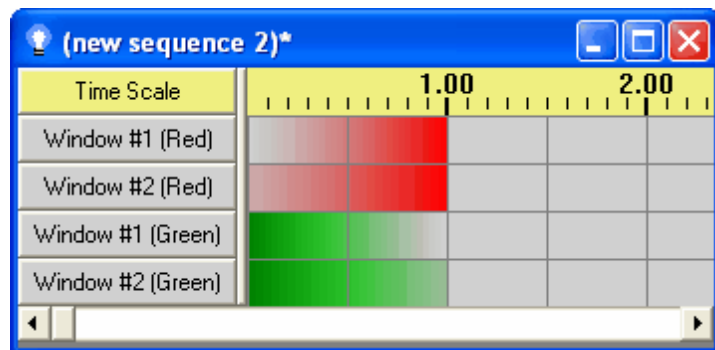 (new sequence 2)*
Time Scale 1.00 2.00
Window #1 (Red)
Window #2 (Red)
Window #1 (Green)
Window #2 (Green)